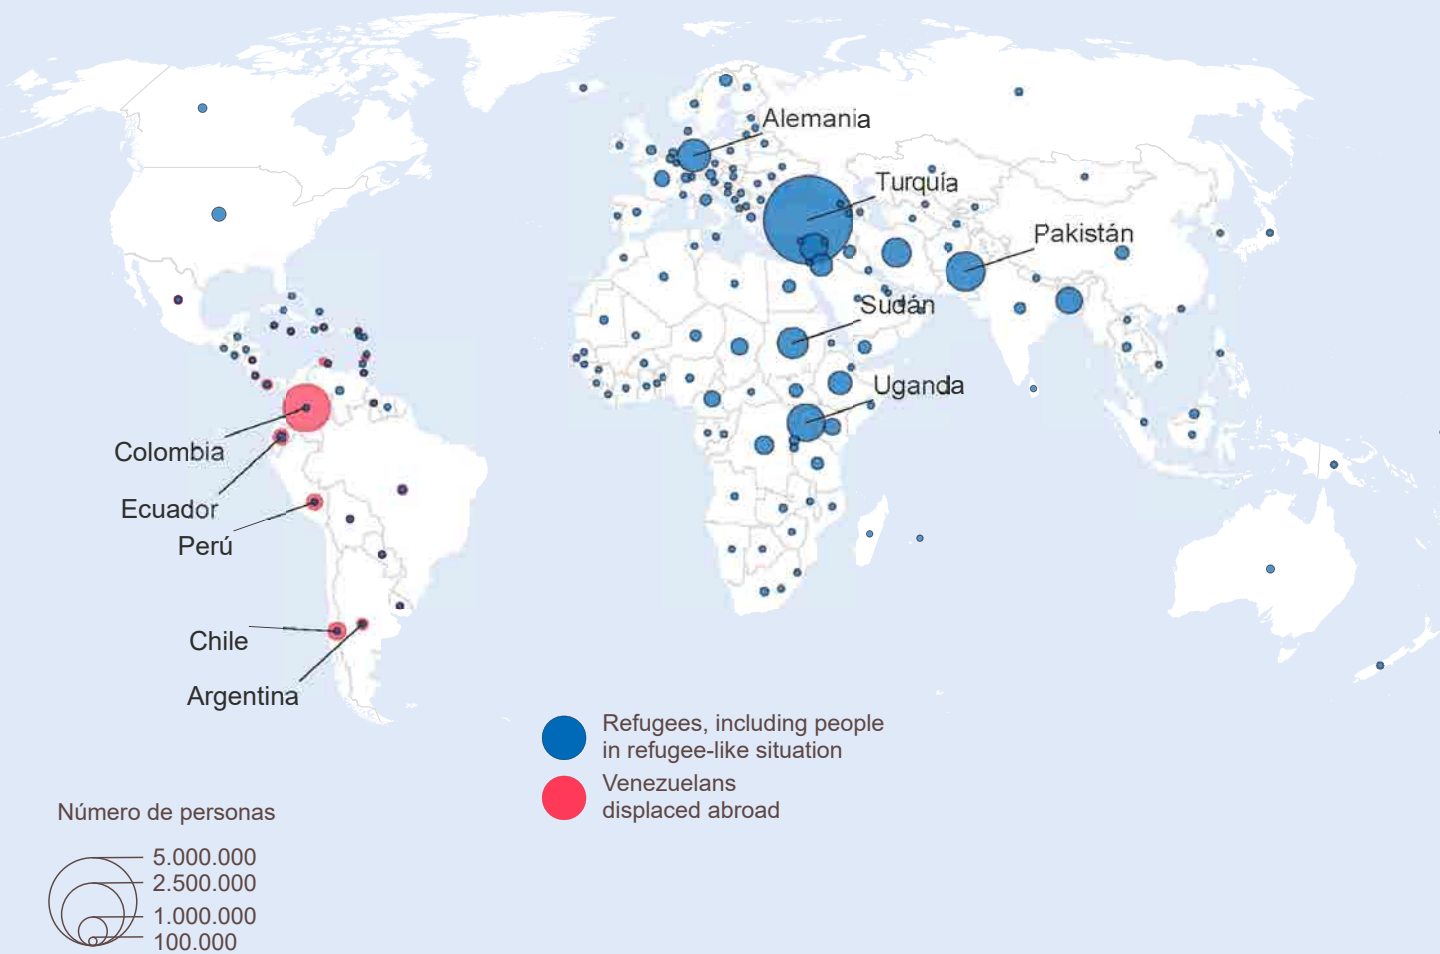 Alemania
Turquía
Pakistán
Sudán
Uganda
Colombia
Ecuador
Perú
Chile
Argentina
Refugees, including people
in refugee-like situation
Venezuelans
displaced abroad
Número de personas
5.000.000
2.500.000
1.000.000
100.000